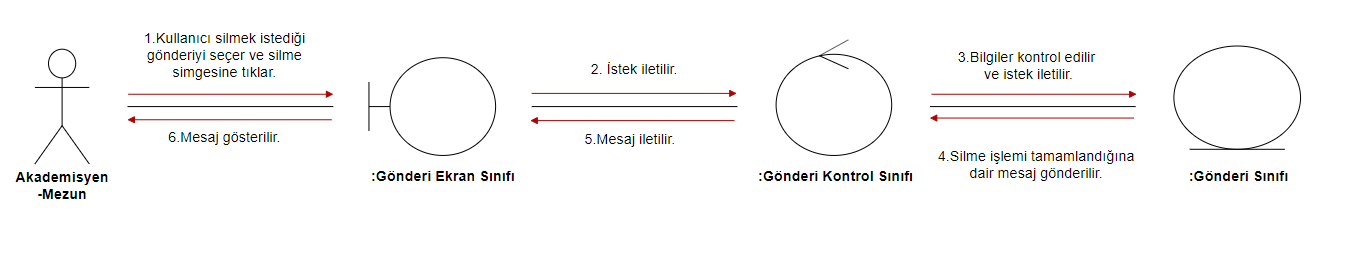 1.Kullanıcı silmek istediği
gönderiyi seçer ve silme
simgesine tıklar.
6.Mesaj gösterilir.
Akademisyen
-Mezun
:Gönderi Ekran Sınıfı
2. İstek iletilir.
5.Mesaj iletilir.
:Gönderi Kontrol Sınıfı
3.Bilgiler kontrol edilir
ve istek iletilir.
4.Silme işlemi tamamlandığına
dair mesaj gönderilir.
:Gönderi Sınıfı